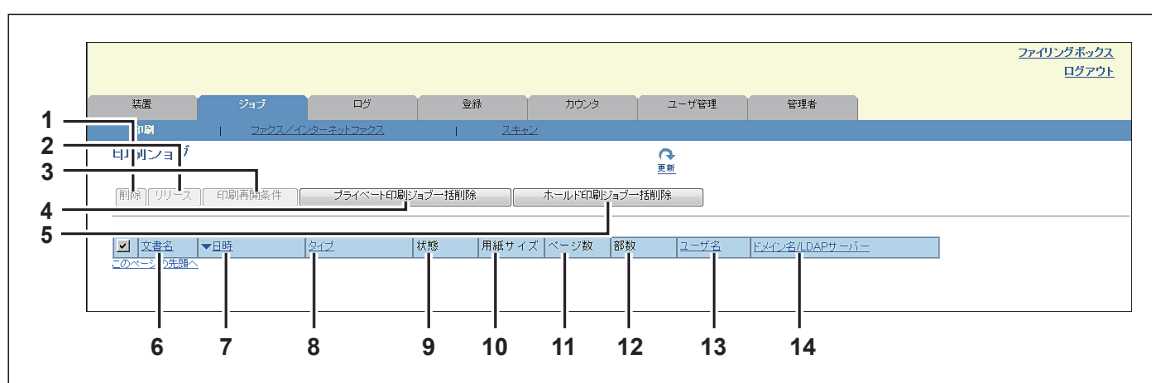 ファイリングボックス
ログアウト
装置 ジョブ ログ 登録 カウンタ ユーザ管理 管理者
印刷 | ファクス／インターネットファクス | スキャン
印刷ジョブ
更新
削除 リリース 印刷再開条件 プライベート印刷ジョブ一括削除 ホールド印刷ジョブ一括削除
文書名 ▼日時 タイプ 状態 用紙サイズ ページ数 部数 ユーザ名 ドメイン名/LDAPサーバー
このページの先頭へ
1
2
3
4
5
6 7 8 9 10 11 12 13 14